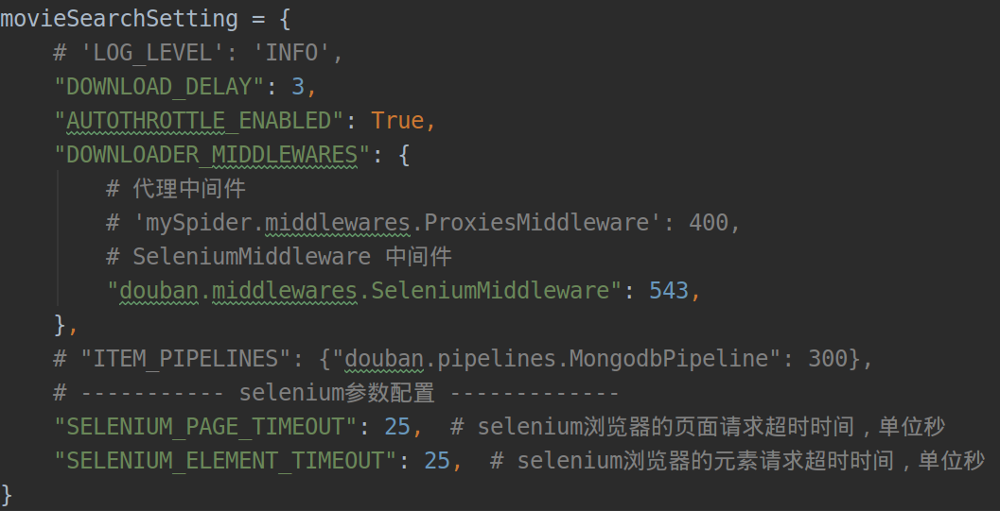 movieSearchSetting = {
# 'LOG_LEVEL': 'INFO',
"DOWNLOAD_DELAY": 3,
"AUTOTHROTTLE_ENABLED": True,
"DOWNLOADER_MIDDLEWARES": {
# 代理中间件
# 'mySpider.middlewares.ProxiesMiddleware': 400,
# SeleniumMiddleware 中间件
"douban.middlewares.SeleniumMiddleware": 543,
},
# "ITEM_PIPELINES": {"douban.pipelines.MongodbPipeline": 300},
# ----------- selenium参数配置 -------------
"SELENIUM_PAGE_TIMEOUT": 25,  # selenium浏览器的页面请求超时时间，单位秒
"SELENIUM_ELEMENT_TIMEOUT": 25,  # selenium浏览器的元素请求超时时间，单位秒
}